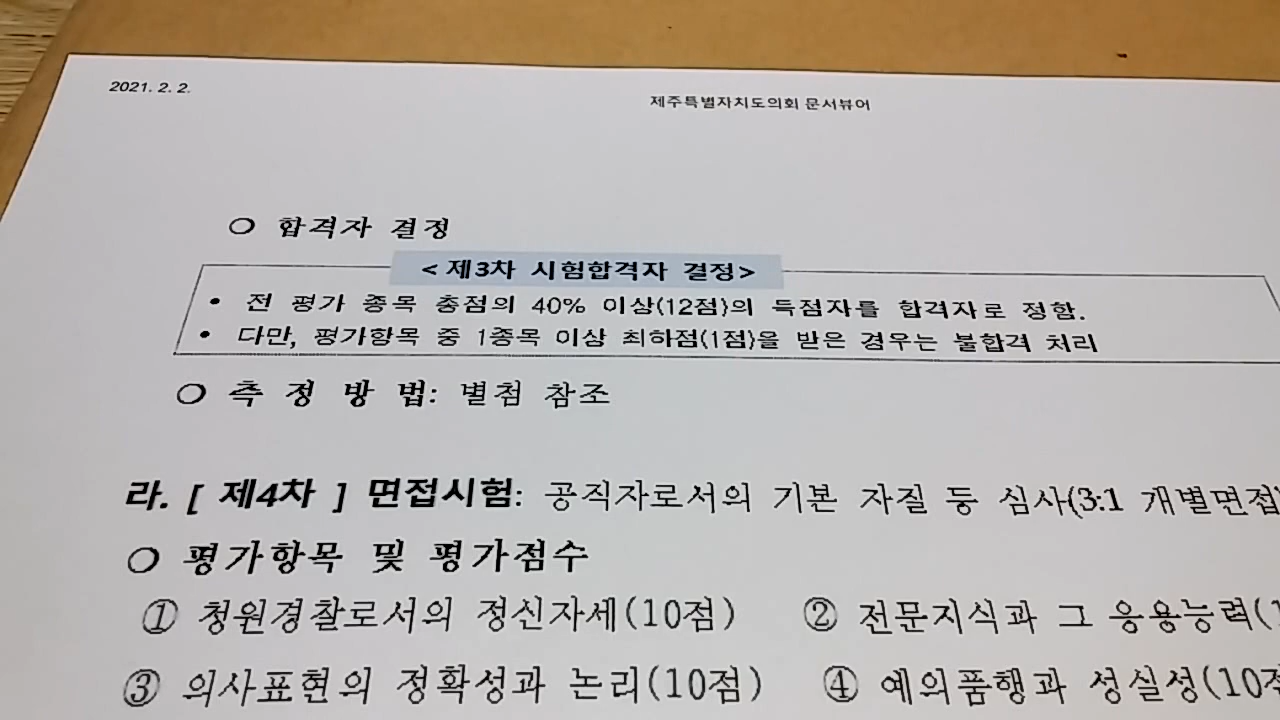 2021. 2. 2.
제주특별자치도의회 문서뷰어
○ 합격자 결정
<제3차 시험합격자 결정>
• 전 평가 종목 총점의 40% 이상(12점)의 득점자를 합격자로 정함.
• 다만, 평가항목 중 1종목 이상 최하점(1점)을 받은 경우는 불합격 처리
○ 측 정 방 법: 별첨 참조
라. [ 제4차 ] 면접시험: 공직자로서의 기본 자질 등 심사(3:1 개별면접)
○ 평가항목 및 평가점수
① 청원경찰로서의 정신자세(10점) ② 전문지식과 그 응용능력(
③ 의사표현의 정확성과 논리(10점) ④ 예의품행과 성실성(10점